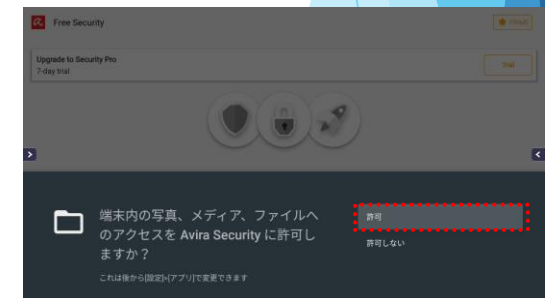 Free Security
Upgrade to Security Pro
7-day trial
Trial
端末内の写真、メディア、ファイルへ
のアクセスを Avira Security に許可し
ますか？
これは後から[設定]>[アプリ]で変更できます
許可
許可しない